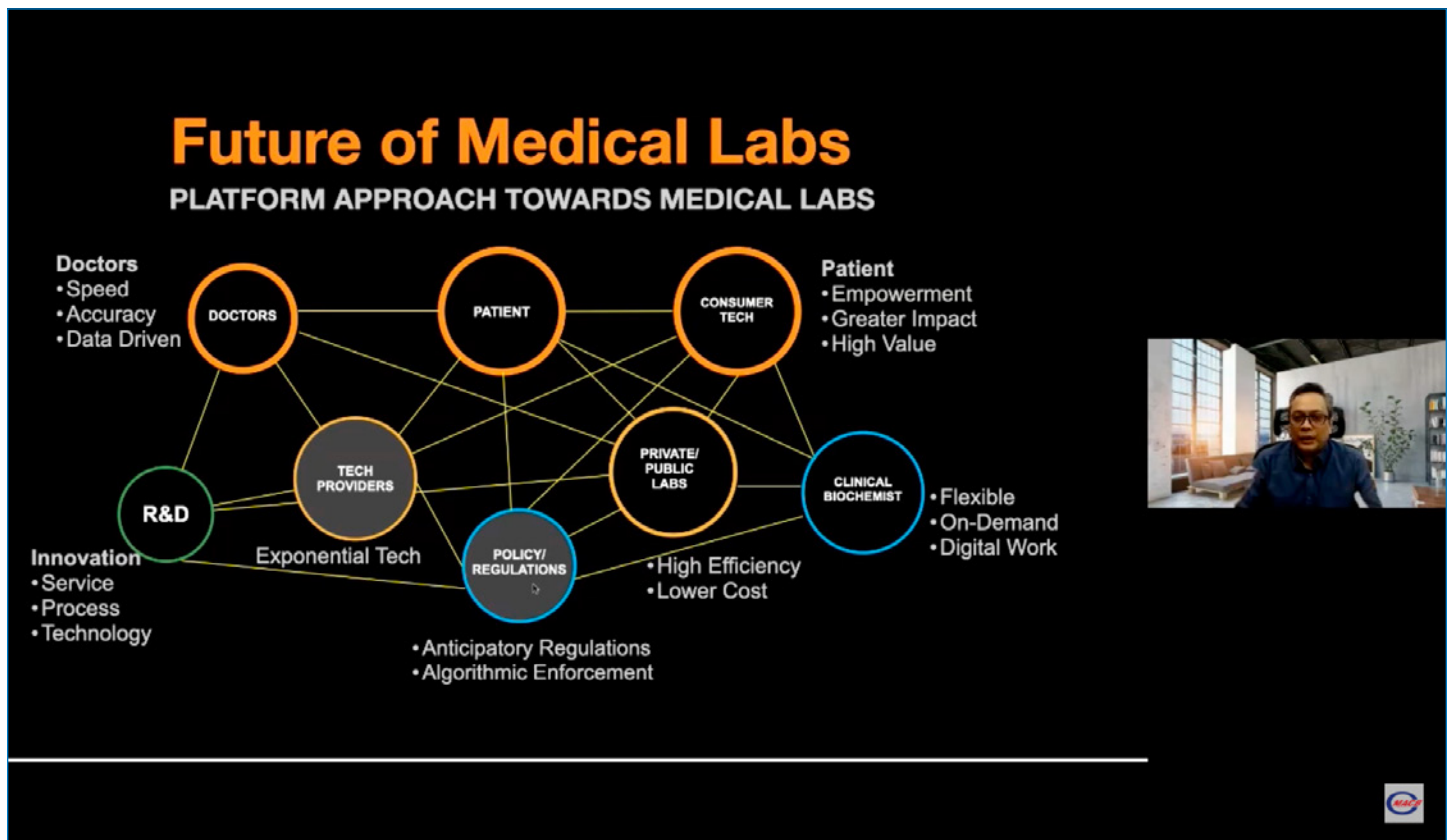 Future of Medical Labs
PLATFORM APPROACH TOWARDS MEDICAL LABS
Doctors
•Speed
•Accuracy
•Data Driven
DOCTORS
PATIENT
CONSUMER
TECH
Patient
•Empowerment
•Greater Impact
•High Value
R&D
TECH
PROVIDERS
PRIVATE/
PUBLIC
LABS
CLINICAL
BIOCHEMIST
•Flexible
•On-Demand
•Digital Work
Innovation
•Service
•Process
•Technology
Exponential Tech
POLICY/
REGULATIONS
•High Efficiency
•Lower Cost
•Anticipatory Regulations
•Algorithmic Enforcement
MACB